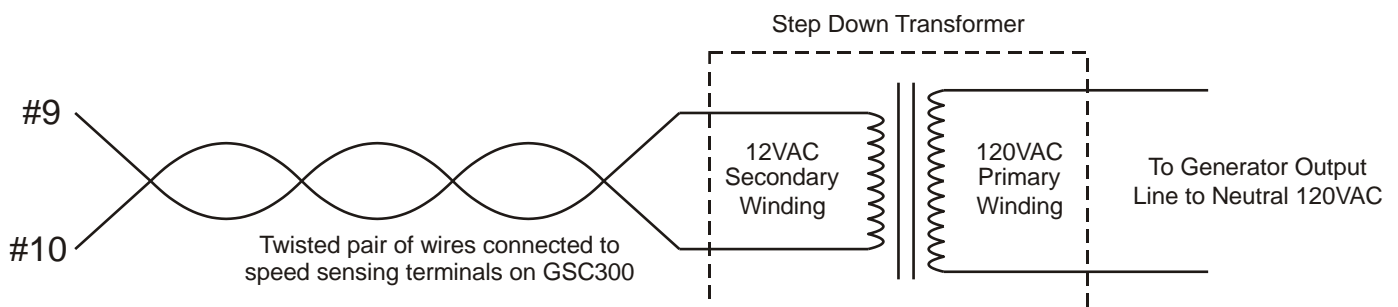 Step Down Transformer
#9
12VAC
Secondary
Winding
120VAC
Primary
Winding
To Generator Output
Line to Neutral 120VAC
#10
Twisted pair of wires connected to
speed sensing terminals on GSC300